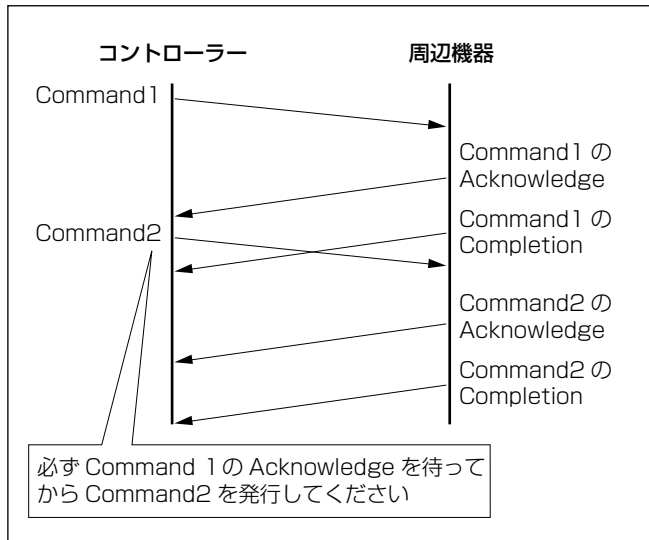 コントローラー
周辺機器
Command1
Command1 の
Acknowledge
Command2
Command1 の
Completion
Command2 の
Acknowledge
Command2 の
Completion
必ず Command 1の Acknowledge を待って
から Command2 を発行してください